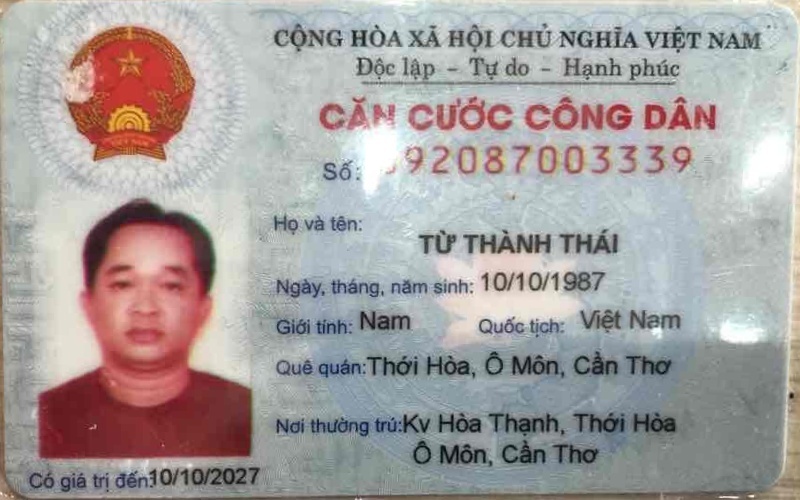 CỘNG HÒA XÃ HỘI CHỦ NGHĨA VIỆT NAM
Độc lập - Tự do - Hạnh phúc
CĂN CƯỚC CÔNG DÂN
Số: 92087003339
Họ và tên:
TỪ THÀNH THÁI
Ngày, tháng, năm sinh: 10/10/1987
Giới tính: Nam Quốc tịch: Việt Nam
Quê quán: Thới Hòa, Ô Môn, Cần Thơ
Nơi thường trú: Kv Hòa Thạnh, Thới Hòa
Ô Môn, Cần Thơ
Có giá trị đến: 10/10/2027